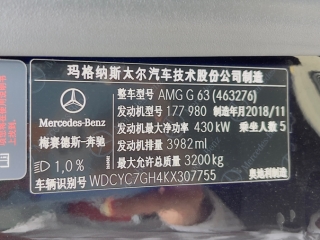 玛格纳斯太尔汽车技术股份公司制造
整车型号 AMG G 63 (463276)
发动机型号 177 980 制造年月2018/11
发动机最大净功率 430 kW 乘坐人数 5
发动机排量 3982 ml
最大允许总质量 3200 kg
Mercedes-Benz
梅赛德斯-奔驰
1,0%
车辆识别号 WDCYC7GH4KX307755
奥地利制造